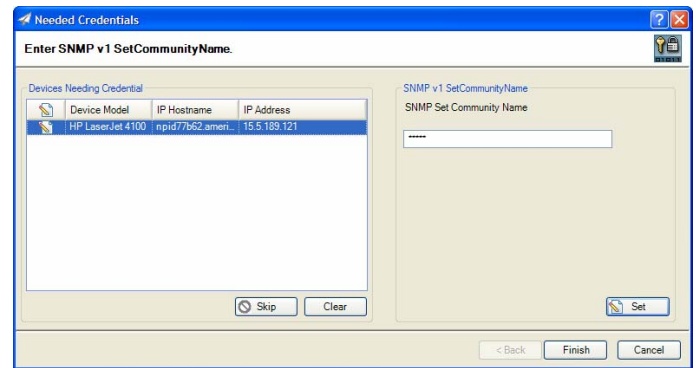 Needed Credentials
Enter SNMP v1 SetCommunityName.
01011
Devices Needing Credential
Device Model IP Hostname IP Address
HP LaserJet 4100 npid77b62.ameri... 15.5.189.121
Skip Clear
SNMP v1 SetCommunityName
SNMP Set Community Name
-----
Set
< Back Finish Cancel